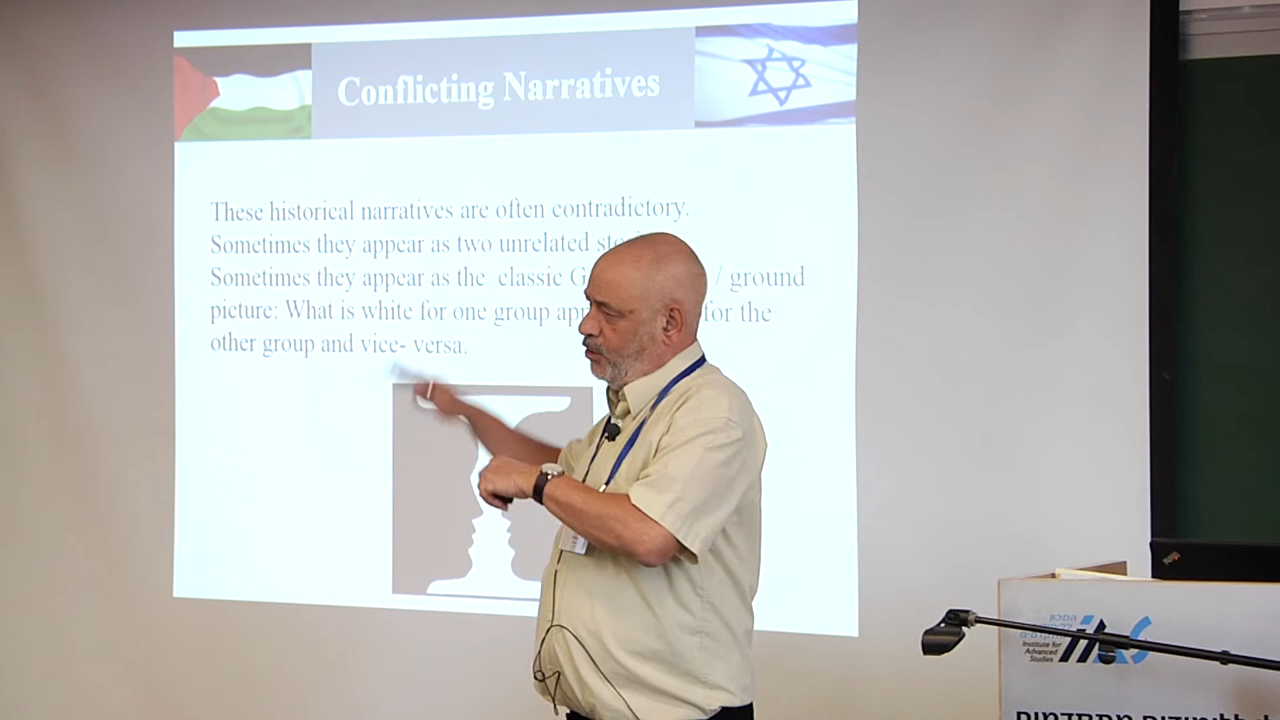 Conflicting Narratives
These historical narratives are often contradictory.
Sometimes they appear as two unrelated
Sometimes they appear as the classic / ground
picture: What is white for one group for the
other group and vice- versa.
המכון
Institute for
Advanced
Studies